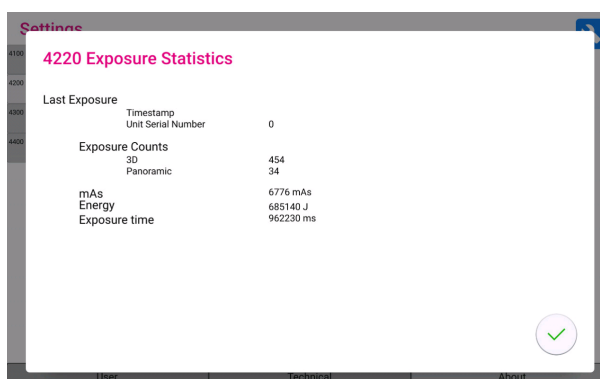 Settings
4100
4200
4300
4400
4220 Exposure Statistics
Last Exposure
Timestamp
Unit Serial Number 0
Exposure Counts
3D 454
Panoramic 34
mAs 6776 mAs
Energy 685140 J
Exposure time 962230 ms
User Technical About